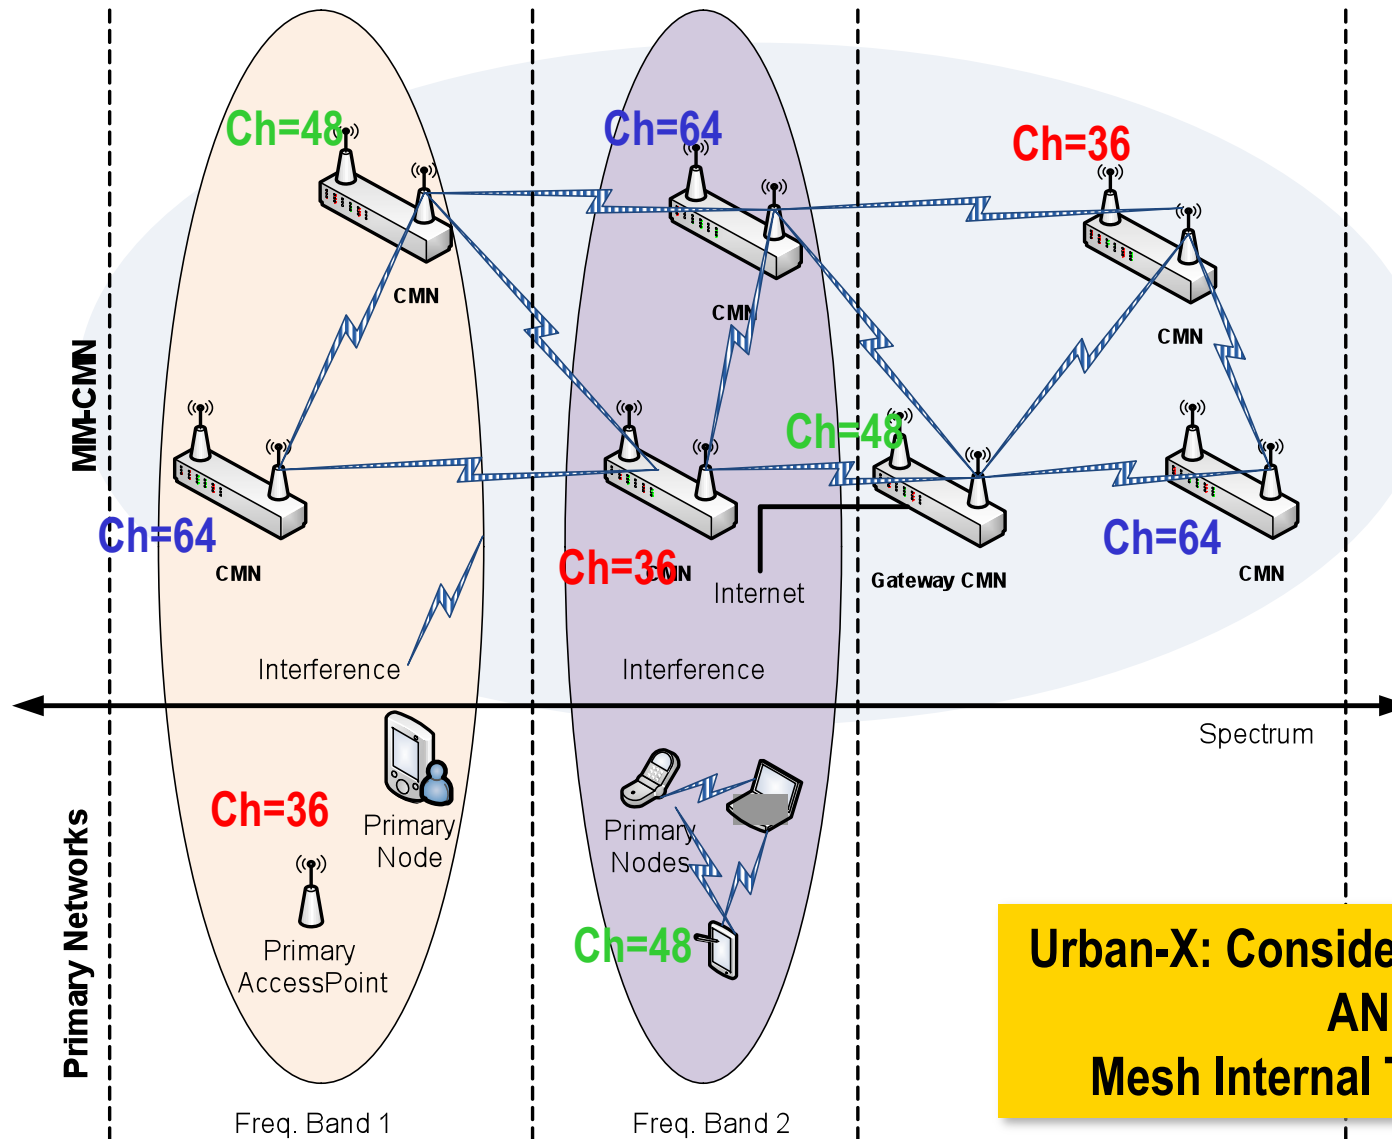 Ch=48
Ch=64
Ch=36
CMN
CMN
CMN
MM-CMN
Ch=48
Ch=64
CMN
Ch=36
CMN
Internet
Gateway CMN
Ch=64
CMN
Interference
Interference
Spectrum
Primary Networks
Ch=36
Primary
Node
Primary
AccessPoint
Primary
Nodes
Ch=48
Urban-X: Conside
AN
Mesh Internal
Freq. Band 1
Freq. Band 2